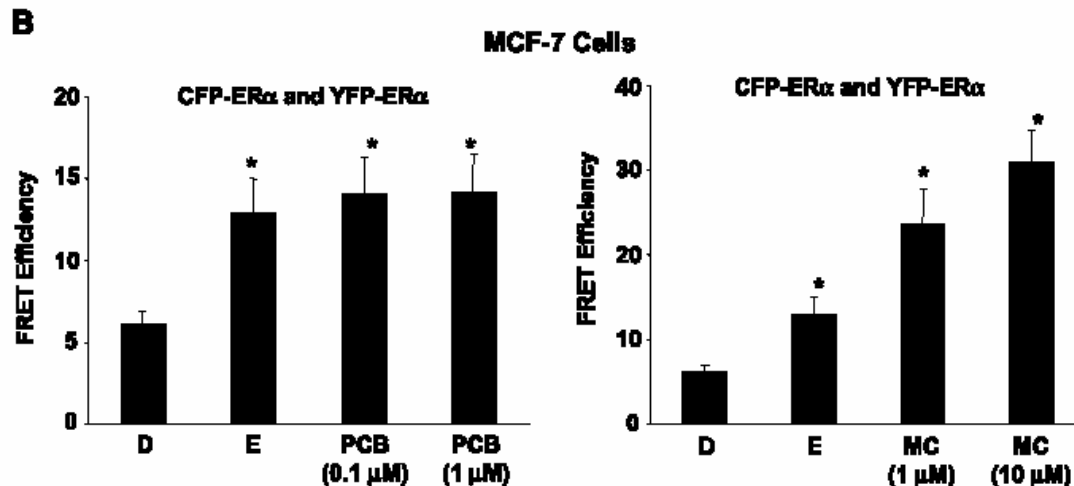 B
MCF-7 Cells
CFP-ERα and YFP-ERα
FRET Efficiency
20
15
10
5
0
*
*
*
D
E
PCB
(0.1 μM)
PCB
(1 μM)
CFP-ERα and YFP-ERα
FRET Efficiency
40
30
20
10
0
*
*
*
D
E
MC
(1 μM)
MC
(10 μM)